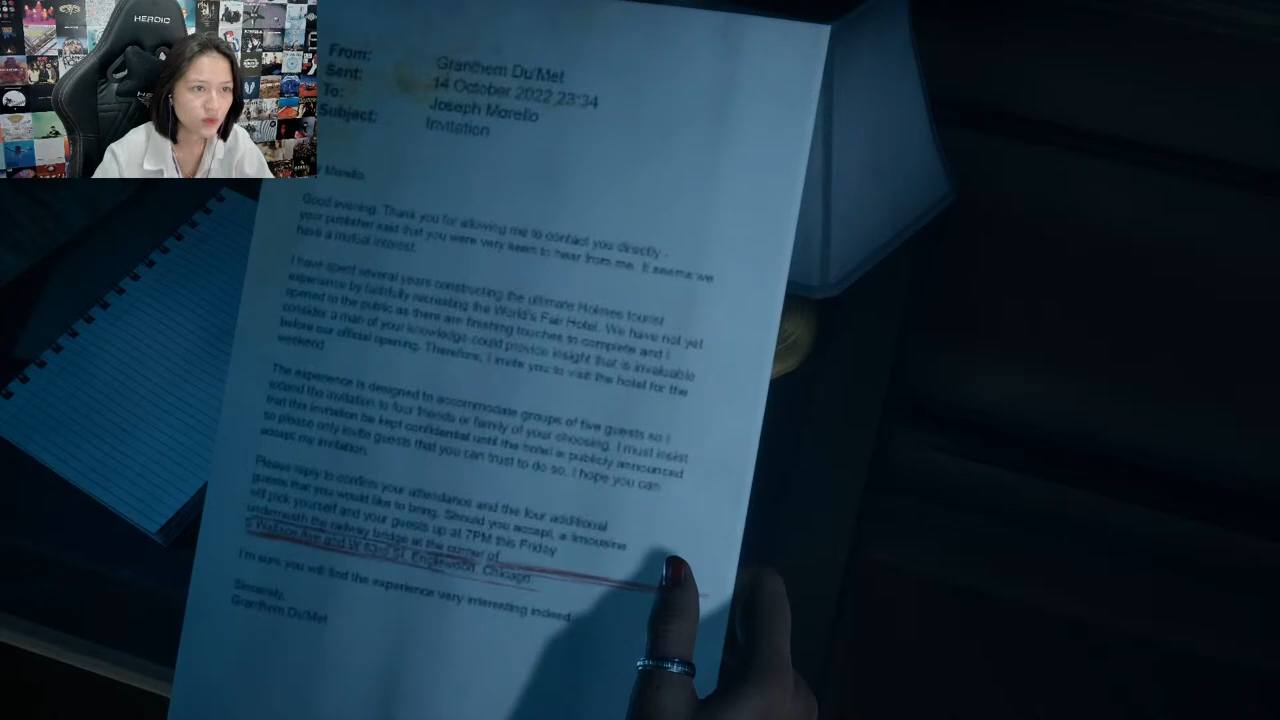 HEROIC
From: Granthem Du'Met
Sent: 14 October 2022 23:34
To: Joseph Morello
Subject: Invitation
Morello,
Good evening. Thank you for allowing me to contact you directly -
your publisher said that you were very keen to hear from me. It seems we
have a mutual interest.
I have spent several years constructing the ultimate Holmes tourist
experience by faithfully recreating the World's Fair Hotel. We have not yet
opened to the public as there are finishing touches to complete and I
consider a man of your knowledge could provide insight that is invaluable
before our official opening. Therefore, I invite you to visit the hotel for the
weekend.
The experience is designed to accommodate groups of five guests so I
extend the invitation to four friends or family of your choosing. I must insist
that this invitation be kept confidential until the hotel is publicly announced
so please only invite guests that you can trust to do so. I hope you can
accept my invitation.
Please reply to confirm your attendance and the four additional
guests that you would like to bring. Should you accept, a limousine
will pick yourself and your guests up at 7PM this Friday
underneath the railway bridge at the corner of
Wallace Ave and W 63rd St, Englewood, Chicago.
I'm sure you will find the experience very interesting indeed.
Sincerely,
Granthem Du'Met